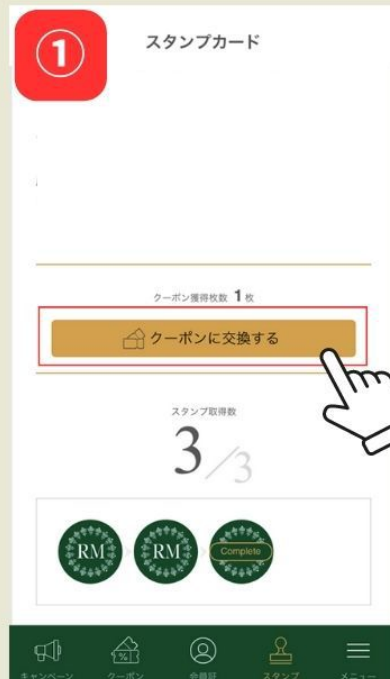 ①
スタンプカード
クーポン獲得枚数 1 枚
クーポンに交換する
スタンプ取得数
3/3
RM RM Complete
キャンペーン クーポン 会員証 スタンプ メニュー